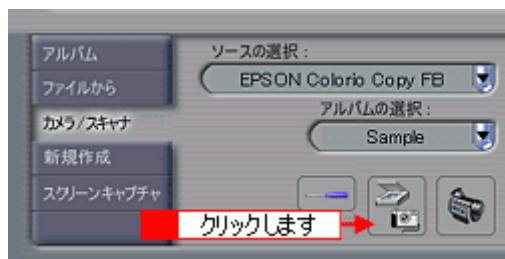 アルバム
ファイルから
カメラ/スキャナ
新規作成
スクリーンキャプチャ
ソースの選択：
EPSON Colorio Copy FB
アルバムの選択：
Sample
クリックします